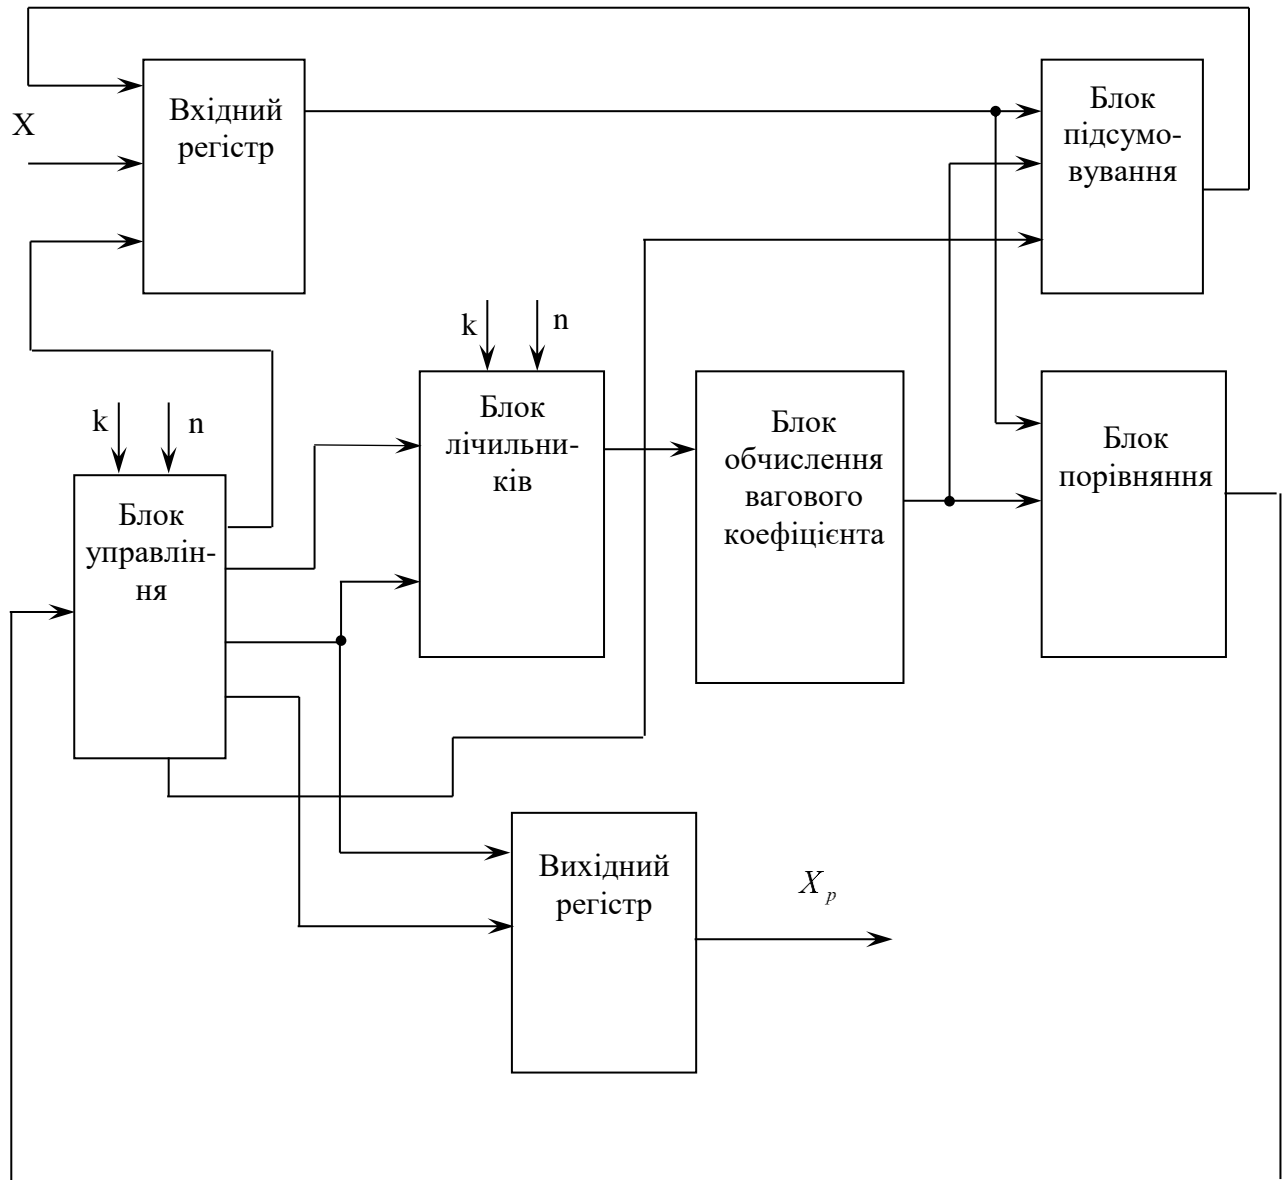 X
Вхідний
регістр
Блок
підсумо-
вування
k
n
Блок
лічильни-
ків
Блок
обчислення
вагового
коефіцієнта
Блок
порівняння
k
n
Блок
управлін-
ня
Вихідний
регістр
X p